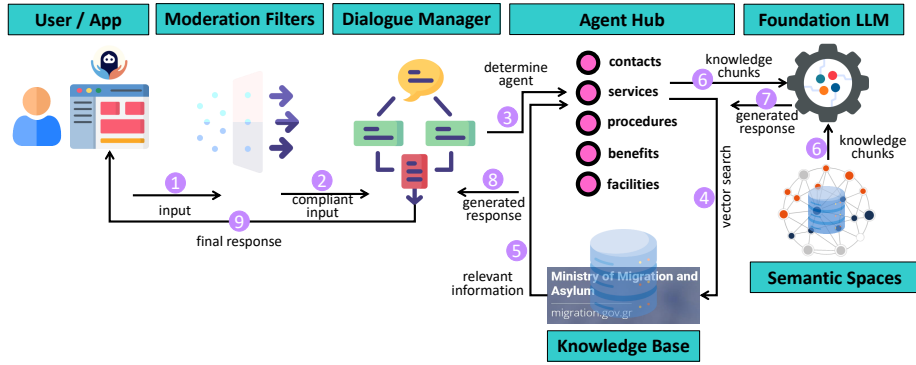 User / App
Moderation Filters
Dialogue Manager
Agent Hub
Foundation LLM
contacts
services
procedures
benefits
facilities
determine
agent
3
6
knowledge
chunks
7
generated
response
6
knowledge
chunks
1
input
2
compliant
input
8
generated
response
4
vector search
9
final response
5
relevant
information
Ministry of Migration and
Asylum
migration.gov.gr
Semantic Spaces
Knowledge Base